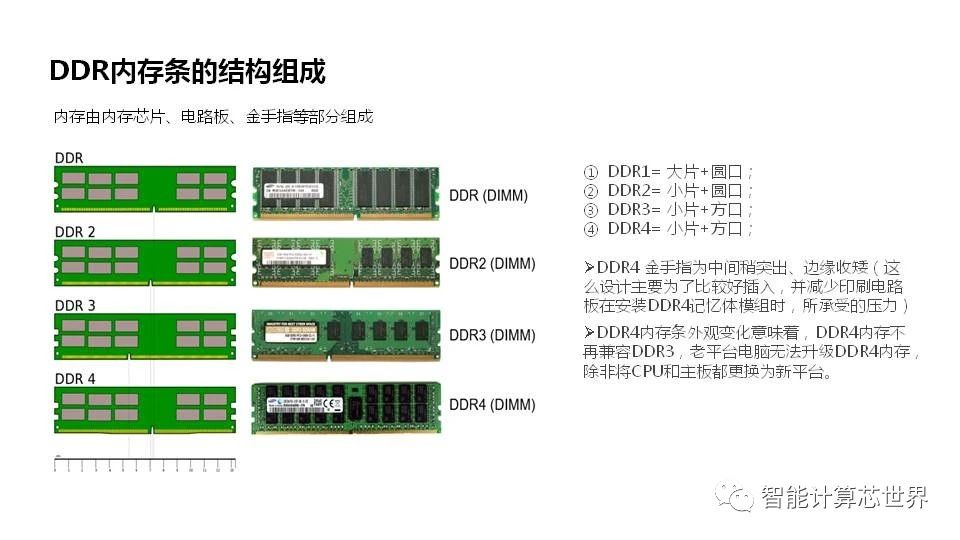 DDR内存条的结构组成
内存由内存芯片、电路板、金手指等部分组成
DDR
DDR (DIMM)
DDR 2
DDR2 (DIMM)
DDR 3
DDR3 (DIMM)
DDR 4
DDR4 (DIMM)
① DDR1= 大片+圆口；
② DDR2= 小片+圆口；
③ DDR3= 小片+方口；
④ DDR4= 小片+方口；
➢DDR4 金手指为中间稍突出、边缘收矮（这
么设计主要为了比较好插入，并减少印刷电路
板在安装DDR4记忆体模组时，所承受的压力）
➢DDR4内存条外观变化意味着，DDR4内存不
再兼容DDR3，老平台电脑无法升级DDR4内存，
除非将CPU和主板都更换为新平台。
智能计算芯世界